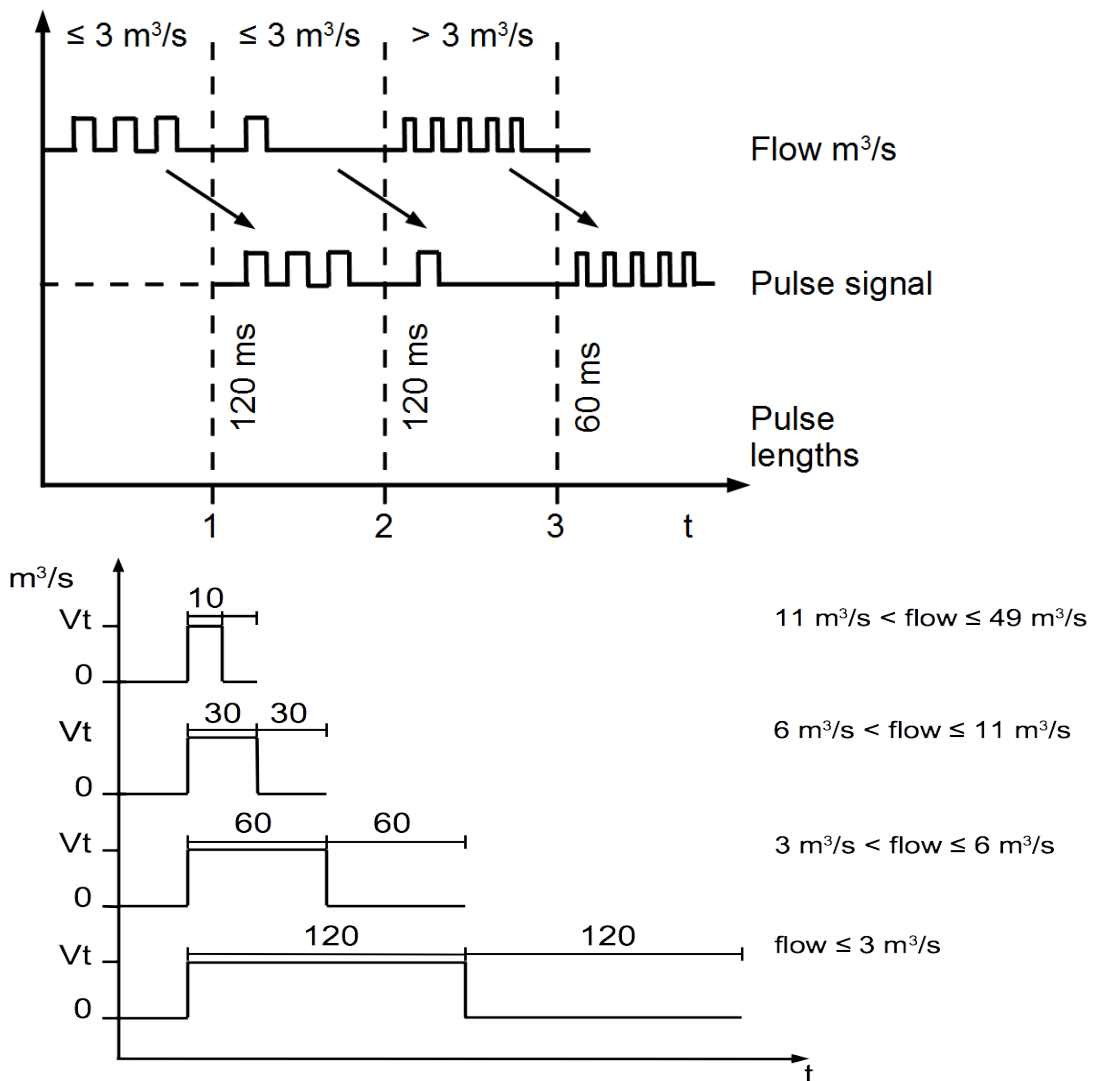 ≤ 3 m³/s ≤ 3 m³/s > 3 m³/s
Flow m³/s
Pulse signal
120 ms
120 ms
60 ms
Pulse
lengths
1 2 3 t
m³/s
10
Vt
0
11 m³/s < flow ≤ 49 m³/s
30 30
Vt
0
6 m³/s < flow ≤ 11 m³/s
60 60
Vt
0
3 m³/s < flow ≤ 6 m³/s
120 120
Vt
0
flow ≤ 3 m³/s
t